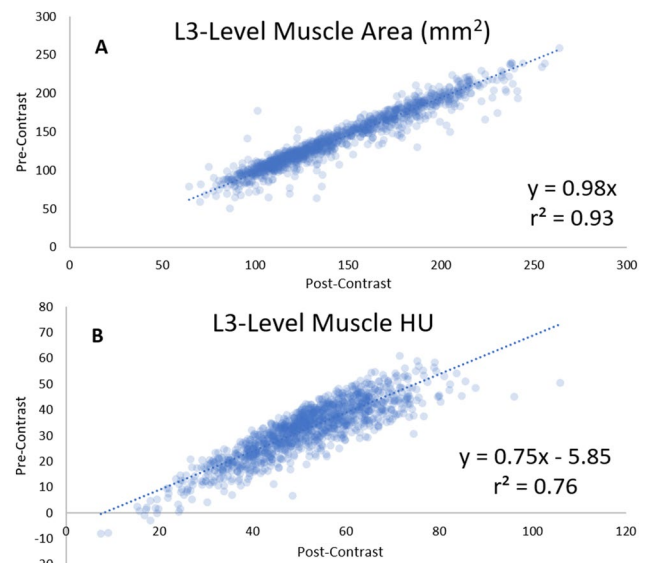 L3-Level Muscle Area (mm²)
A
300
250
200
150
100
50
0
Pre-Contrast
y = 0.98x
r² = 0.93
0 50 100 150 200 250 300
Post-Contrast
L3-Level Muscle HU
B
80
70
60
50
40
30
20
10
0
-10
-20
Pre-Contrast
y = 0.75x - 5.85
r² = 0.76
0 20 40 60 80 100 120
Post-Contrast